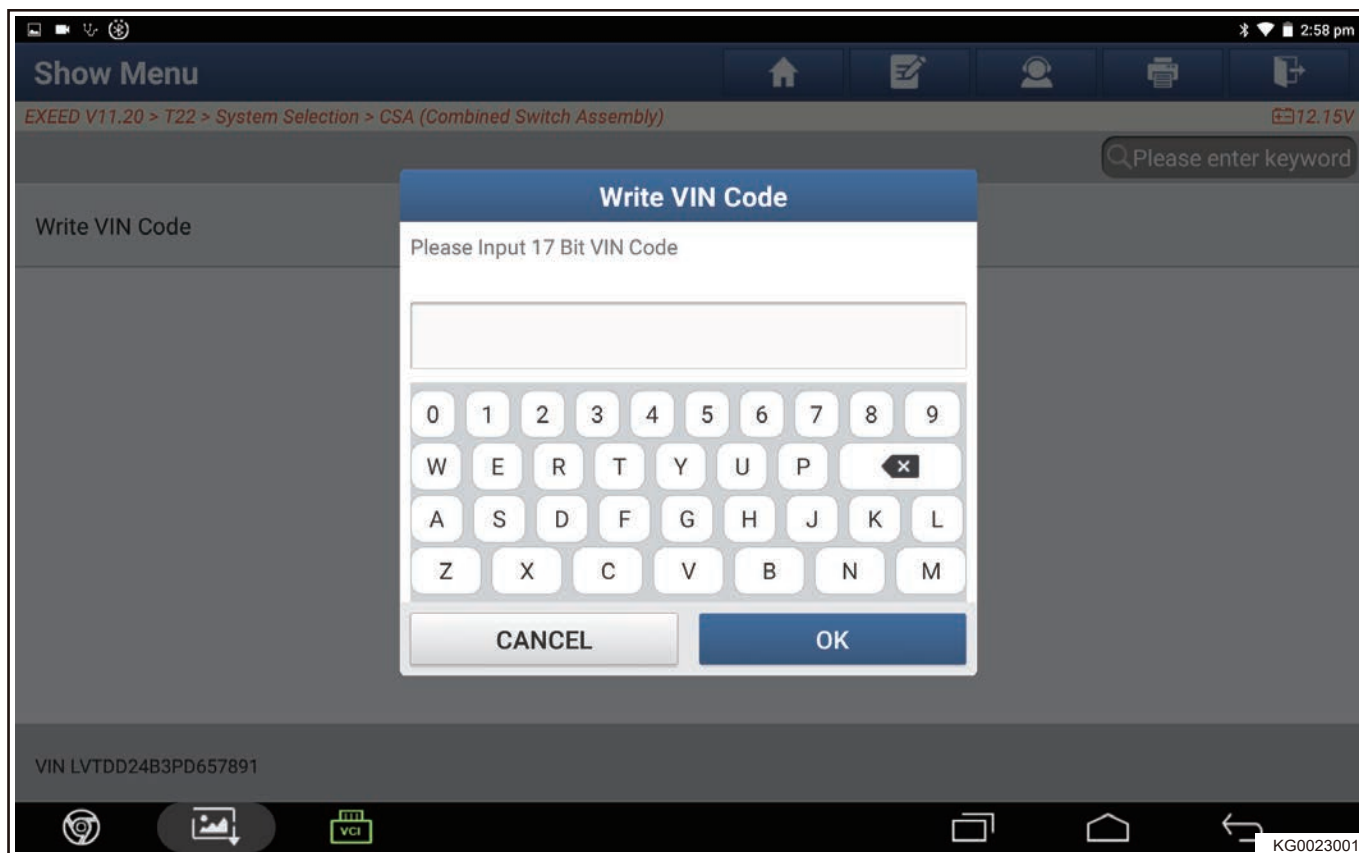 2:58 pm
Show Menu
EXEED V11.20 > T22 > System Selection > CSA (Combined Switch Assembly)
12.15V
Please enter keyword
Write VIN Code
Write VIN Code
Please Input 17 Bit VIN Code
0 1 2 3 4 5 6 7 8 9
W E R T Y U P
A S D F G H J K L
Z X C V B N M
CANCEL OK
VIN LVTDD24B3PD657891
VCI
KG0023001